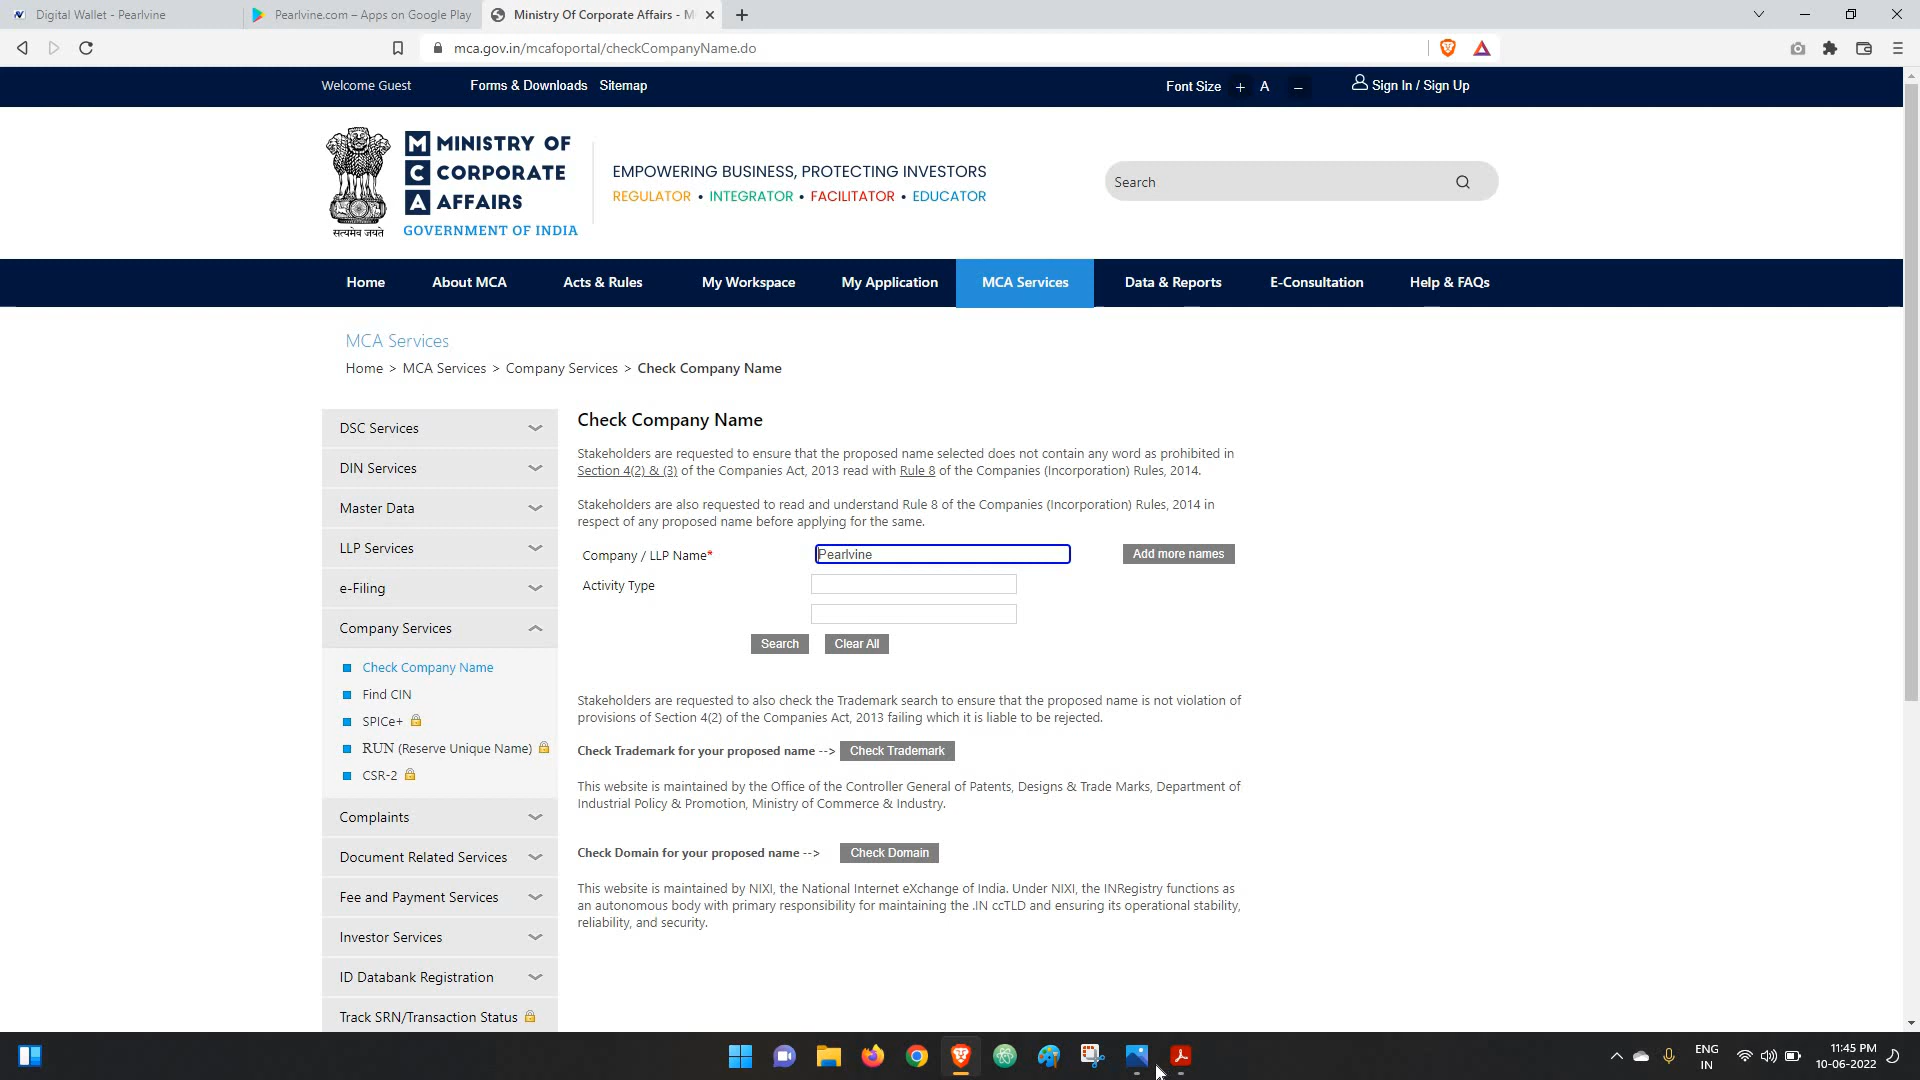 Digital Wallet - Pearlvine
Pearlvine.com – Apps on Google Play
Ministry Of Corporate Affairs - M
mca.gov.in/mcafoportal/checkCompanyName.do
Welcome Guest
Forms & Downloads
Sitemap
Font Size + A –
Sign In / Sign Up
MINISTRY OF
CORPORATE
AFFAIRS
GOVERNMENT OF INDIA
सत्यमेव जयते
EMPOWERING BUSINESS, PROTECTING INVESTORS
REGULATOR • INTEGRATOR • FACILITATOR • EDUCATOR
Search
Home
About MCA
Acts & Rules
My Workspace
My Application
MCA Services
Data & Reports
E-Consultation
Help & FAQs
MCA Services
Home > MCA Services > Company Services > Check Company Name
DSC Services
DIN Services
Master Data
LLP Services
e-Filing
Company Services
Check Company Name
Find CIN
SPICe+
RUN (Reserve Unique Name)
CSR-2
Complaints
Document Related Services
Fee and Payment Services
Investor Services
ID Databank Registration
Track SRN/Transaction Status
Check Company Name
Stakeholders are requested to ensure that the proposed name selected does not contain any word as prohibited in
Section 4(2) & (3) of the Companies Act, 2013 read with Rule 8 of the Companies (Incorporation) Rules, 2014.
Stakeholders are also requested to read and understand Rule 8 of the Companies (Incorporation) Rules, 2014 in
respect of any proposed name before applying for the same.
Company / LLP Name*
Pearlvine
Add more names
Activity Type
Search
Clear All
Stakeholders are requested to also check the Trademark search to ensure that the proposed name is not violation of
provisions of Section 4(2) of the Companies Act, 2013 failing which it is liable to be rejected.
Check Trademark for your proposed name --> Check Trademark
This website is maintained by the Office of the Controller General of Patents, Designs & Trade Marks, Department of
Industrial Policy & Promotion, Ministry of Commerce & Industry.
Check Domain for your proposed name --> Check Domain
This website is maintained by NIXI, the National Internet eXchange of India. Under NIXI, the INRegistry functions as
an autonomous body with primary responsibility for maintaining the .IN ccTLD and ensuring its operational stability,
reliability, and security.
ENG
IN
11:45 PM
10-06-2022